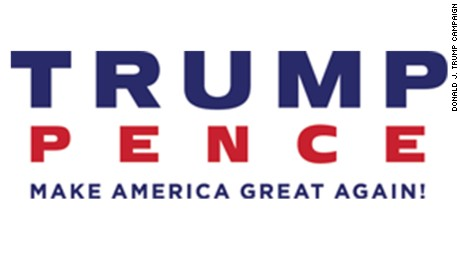 TRUMP
PENCE
MAKE AMERICA GREAT AGAIN!
DONALD J. TRUMP CAMPAIGN